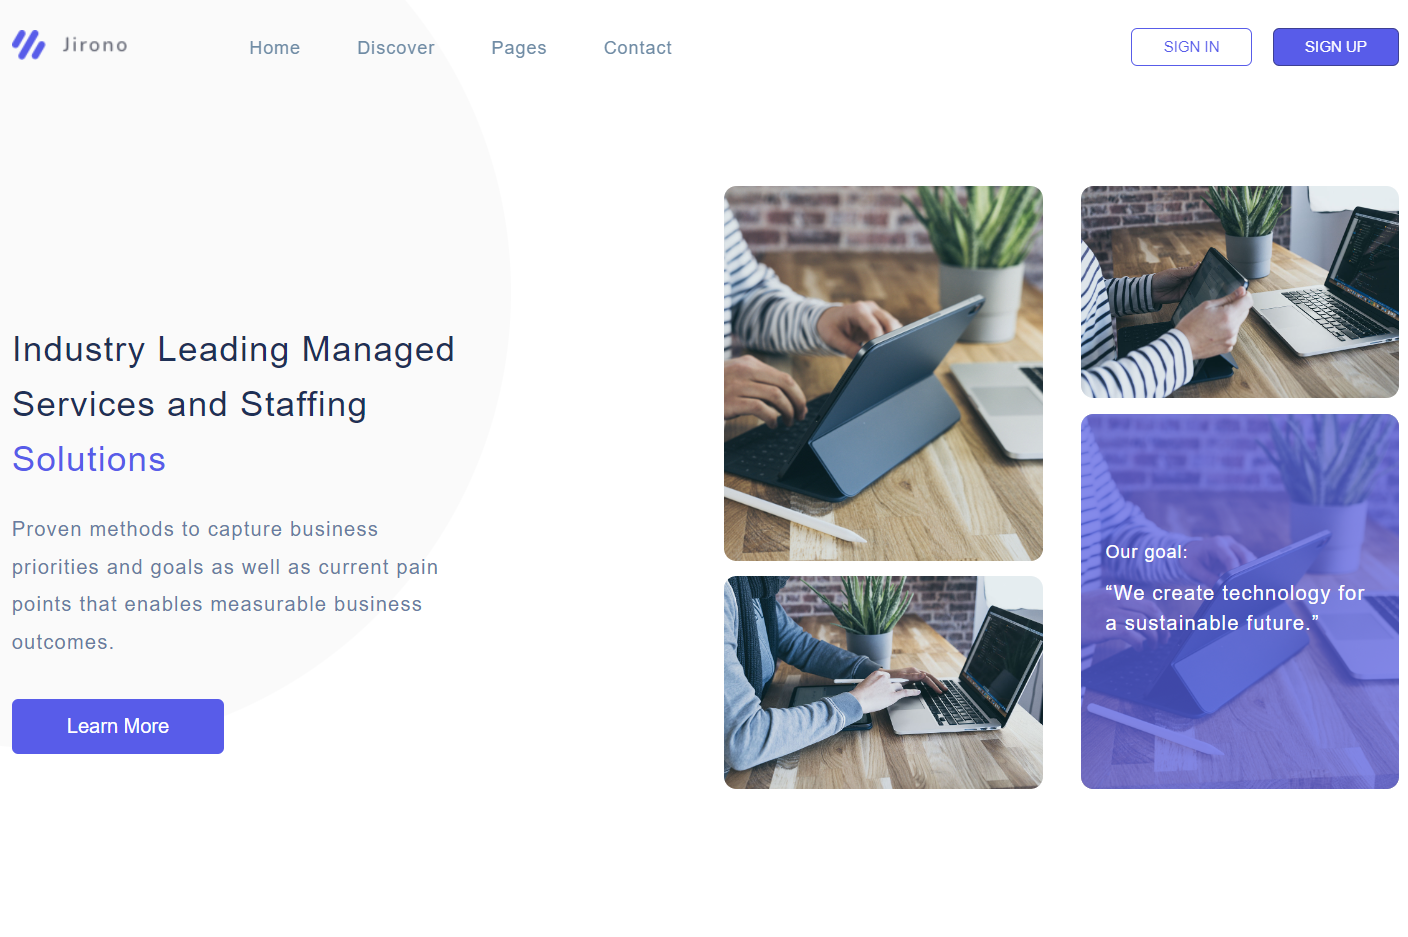 Jirono
Home
Discover
Pages
Contact
SIGN IN
SIGN UP
Industry Leading Managed
Services and Staffing
Solutions
Proven methods to capture business
priorities and goals as well as current pain
points that enables measurable business
outcomes.
Learn More
Our goal:
“We create technology for
a sustainable future.”